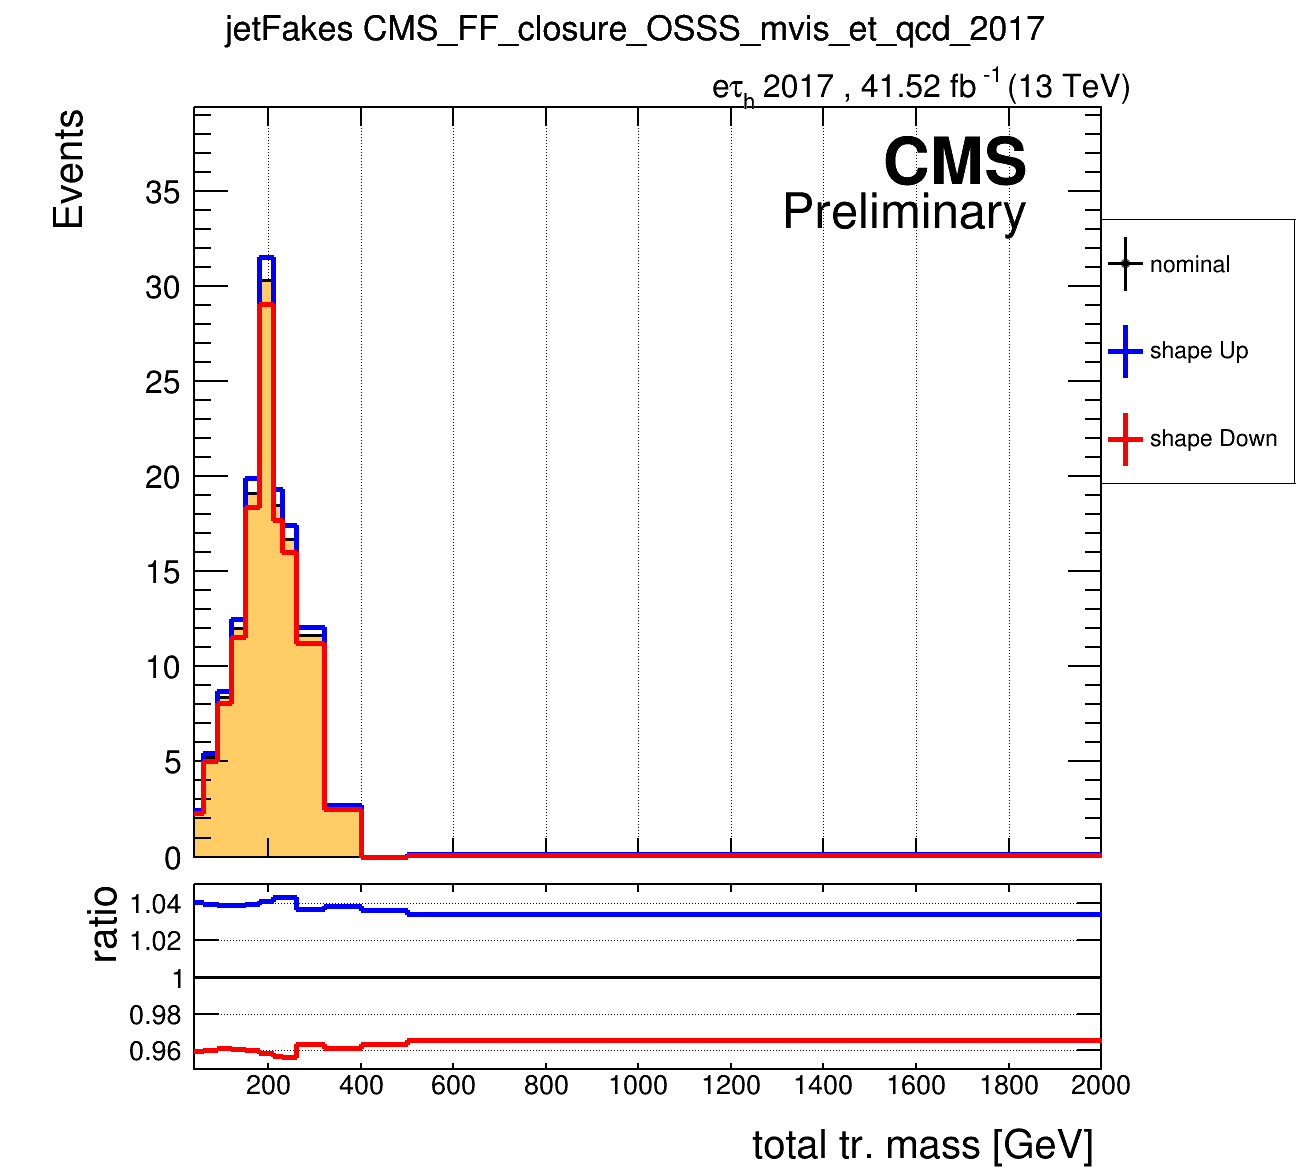 jetFakes CMS_FF_closure_OSSS_mvis_et_qcd_2017
eτh 2017 , 41.52 fb -1 (13 TeV)
Events
CMS
Preliminary
35
30
25
20
15
10
5
0
nominal
shape Up
shape Down
ratio
1.04
1.02
1
0.98
0.96
200 400 600 800 1000 1200 1400 1600 1800 2000
total tr. mass [GeV]